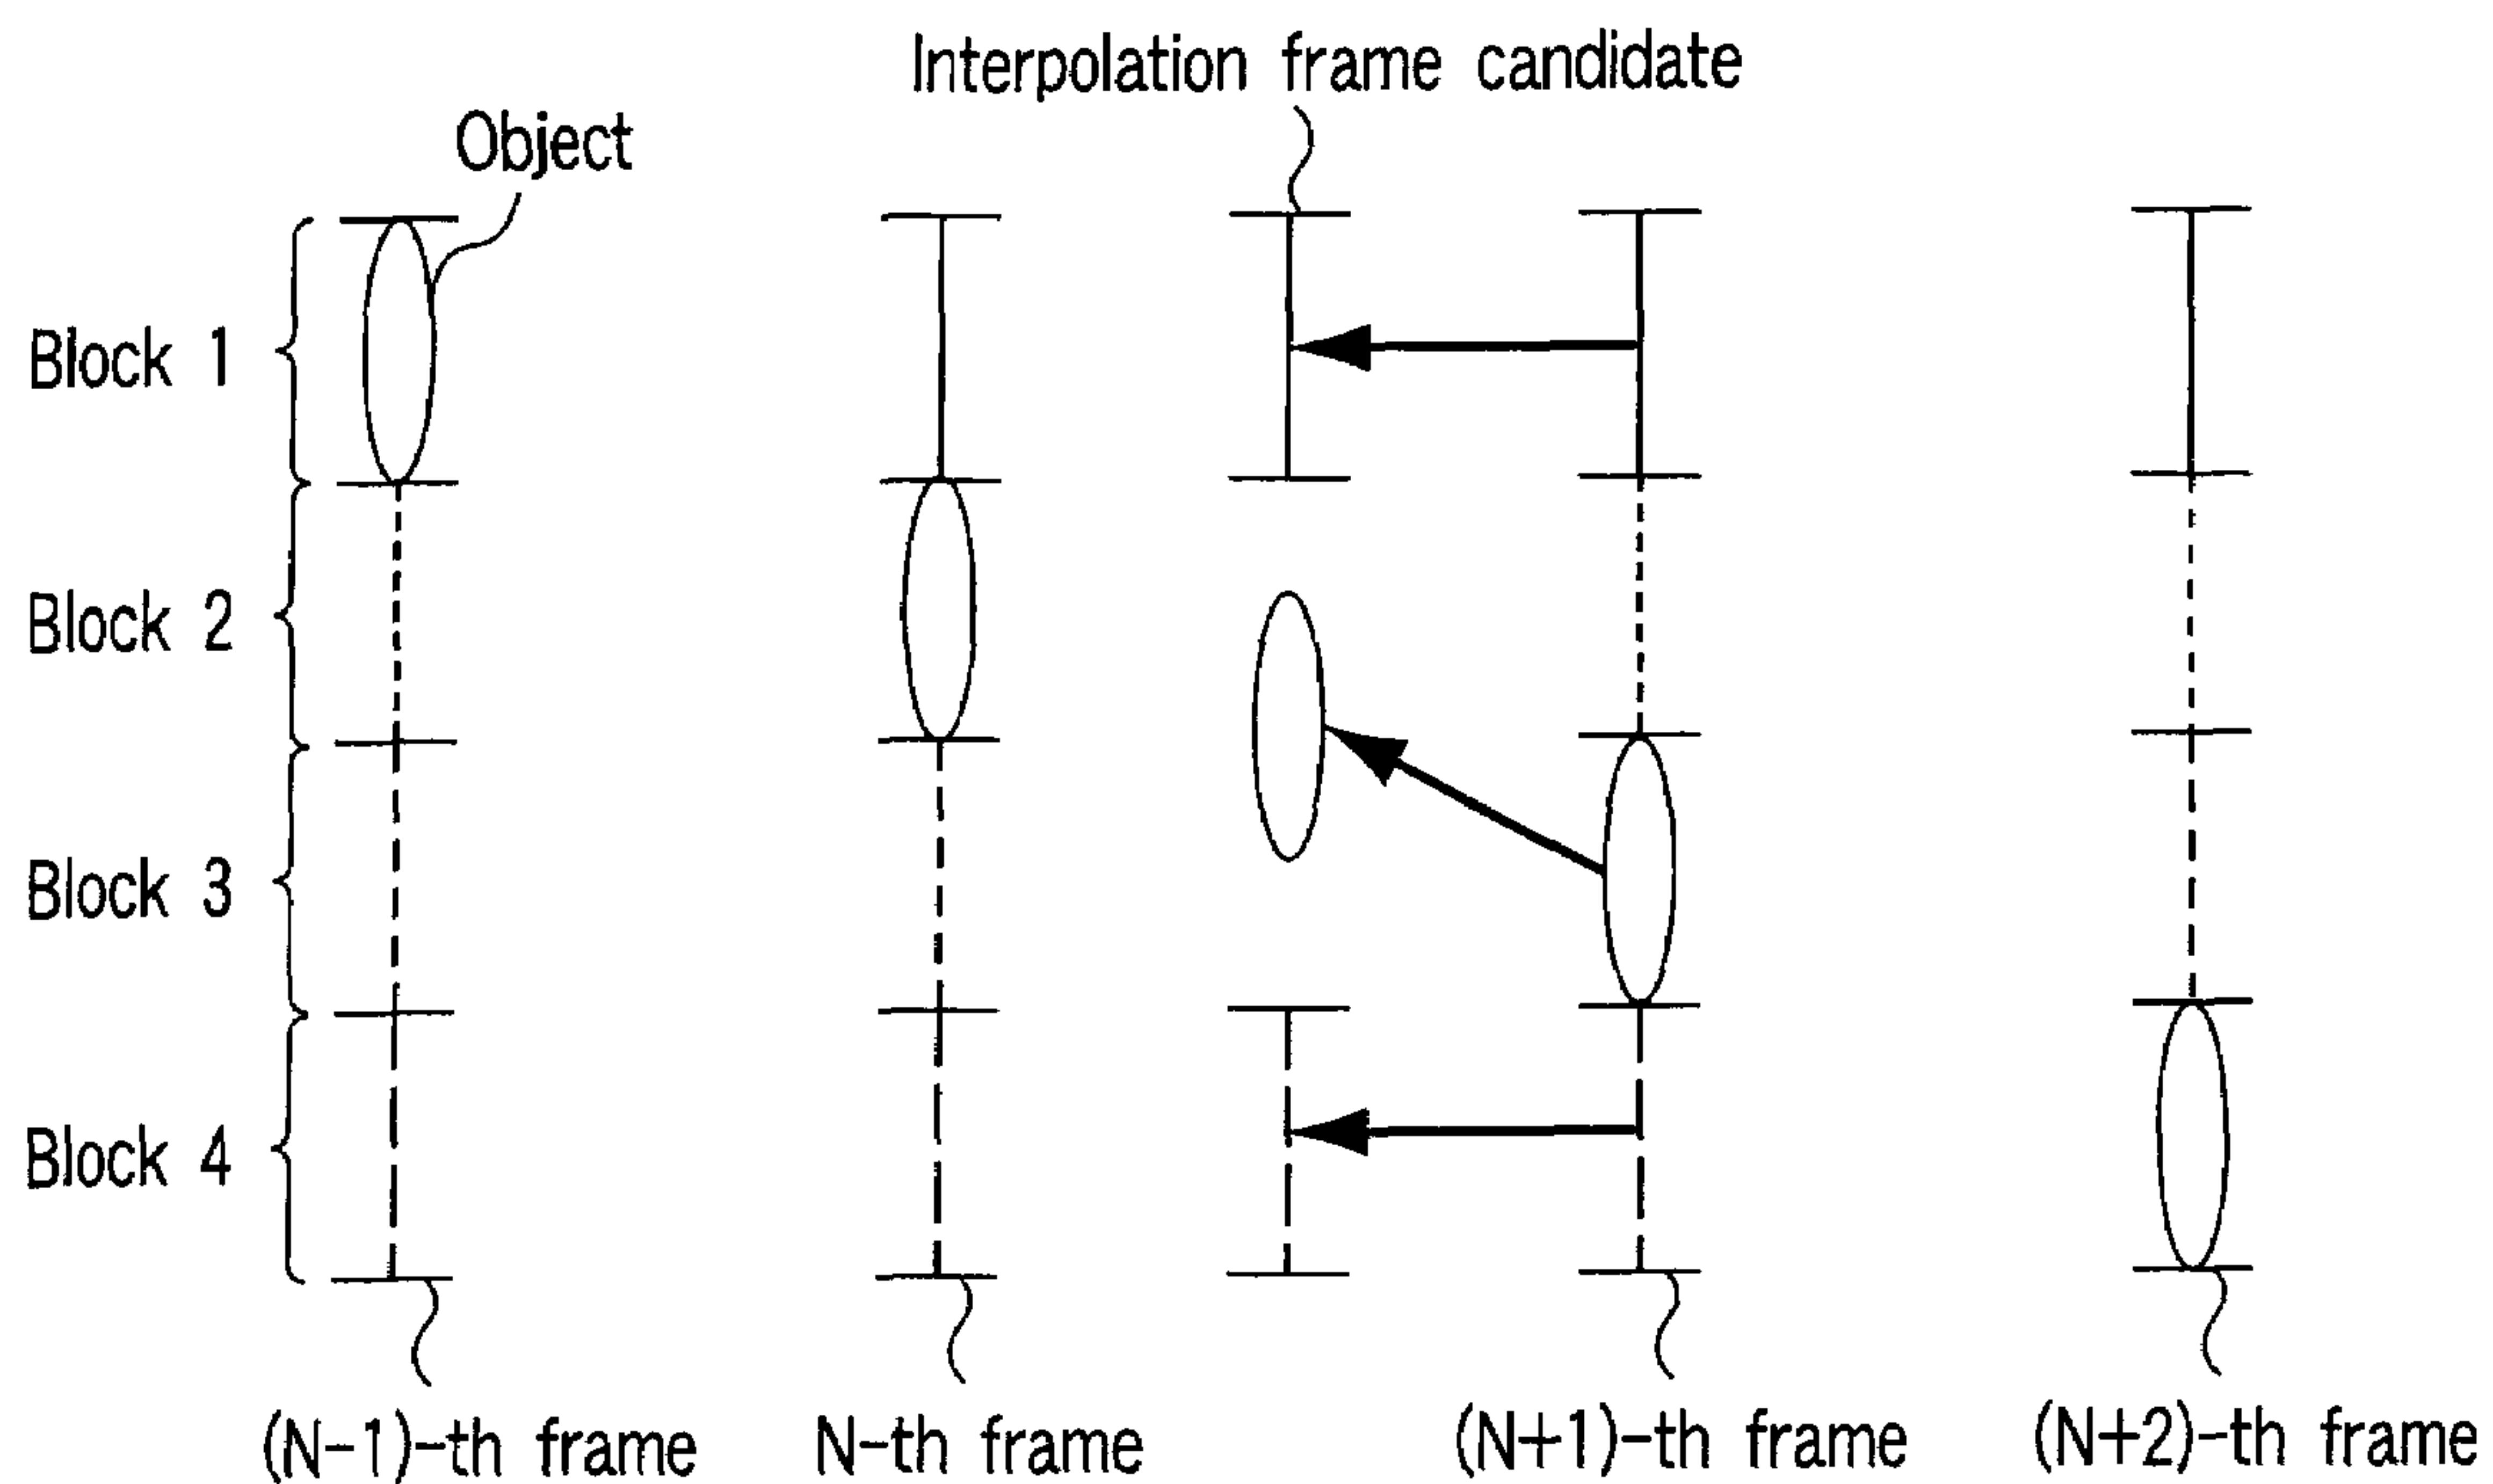 Interpolation frame candidate
Object
Block 1
Block 2
Block 3
Block 4
(N-1)-th frame
N-th frame
(N+1)-th frame
(N+2)-th frame